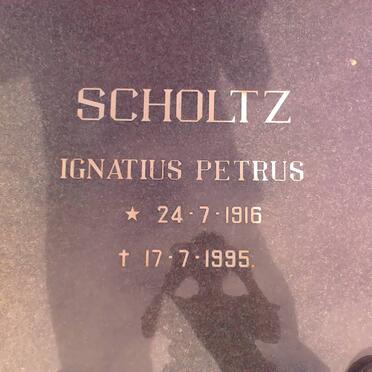 SCHOLTZ
IGNATIUS PETRUS
★ 24-7-1916
† 17-7-1995.